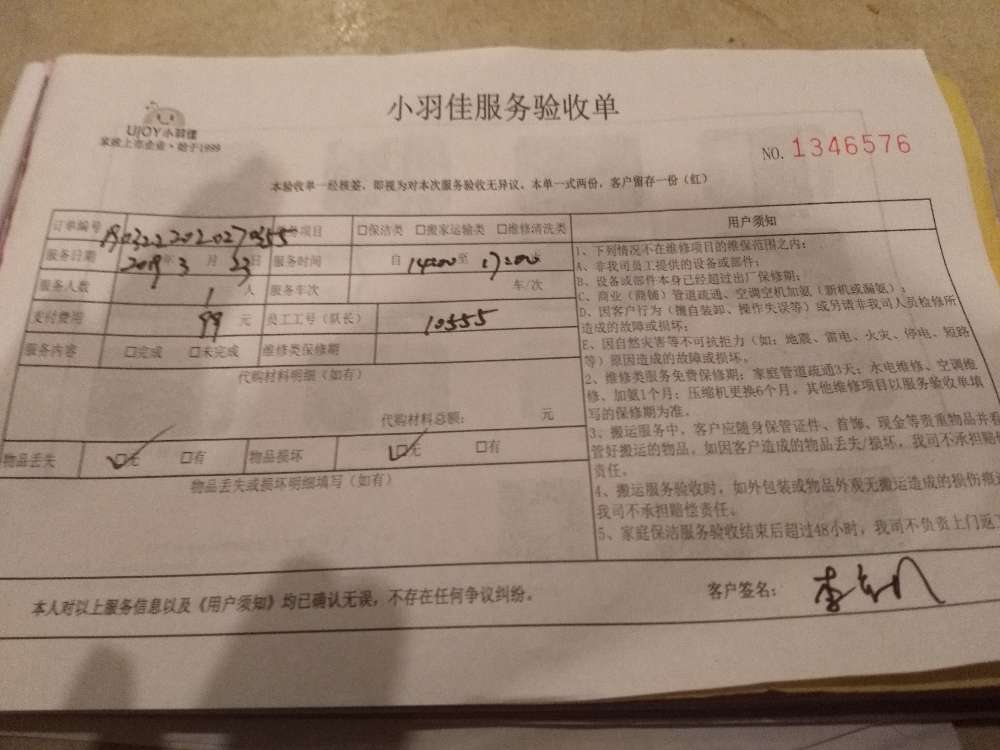 小羽佳服务验收单
UJOY小羽佳
家政上市企业·始于1999
NO. 1346576
本验收单一经核签，即视为对本次服务验收无异议。本单一式两份，客户留存一份（红）
订单编号 服务项目 □保洁类 □搬家运输类 □维修清洗类
服务日期 2019年 3 月 23 日 服务时间 自 14:00 至 17:00
服务人数 1 人 服务车次 车/次
支付费用 99 元 员工工号（队长） 10555
服务内容 □完成 □未完成 维修类保修期
代购材料明细（如有）
代购材料总额： 元
物品丢失 ☑无 □有 物品损坏 ☑无 □有
物品丢失或损坏明细填写（如有）
用户须知
1、下列情况不在维修项目的维保范围之内：
A、非我司员工提供的设备或部件；
B、设备或部件本身已经超过出厂保修期；
C、商业（商铺）管道疏通、空调空机加氨（新机或漏氨）；
D、因客户行为（擅自装卸、操作失误等）或另请非我司人员检修所
造成的故障或损坏；
E、因自然灾害等不可抗拒力（如：地震、雷电、火灾、停电、短路
等）原因造成的故障或损坏。
2、维修类服务免费保修期：家庭管道疏通3天；水电维修、空调维
修、加氨1个月；压缩机更换6个月，其他维修项目以服务验收单填
写的保修期为准。
3、搬运服务中，客户应随身保管证件、首饰、现金等贵重物品并看
管好搬运的物品，如因客户造成的物品丢失/损坏，我司不承担赔偿
责任。
4、搬运服务验收时，如外包装或物品外观无搬运造成的损伤痕迹
我司不承担赔偿责任。
5、家庭保洁服务验收结束后超过48小时，我司不负责上门返工
本人对以上服务信息以及《用户须知》均已确认无误，不存在任何争议纠纷。
客户签名：